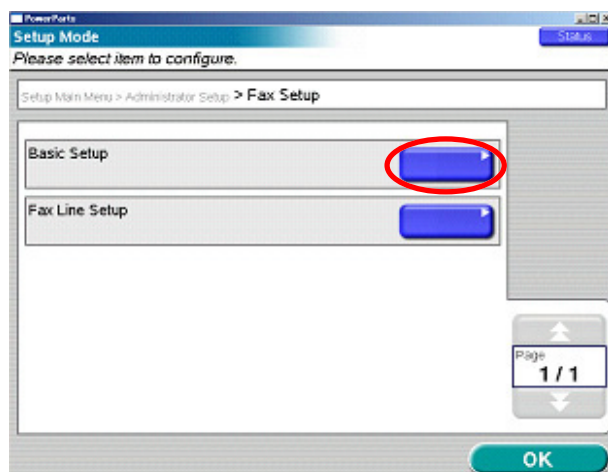 PowerParts
Setup Mode
Status
Please select item to configure.
Setup Main Menu > Administrator Setup > Fax Setup
Basic Setup
Fax Line Setup
Page
1 / 1
OK